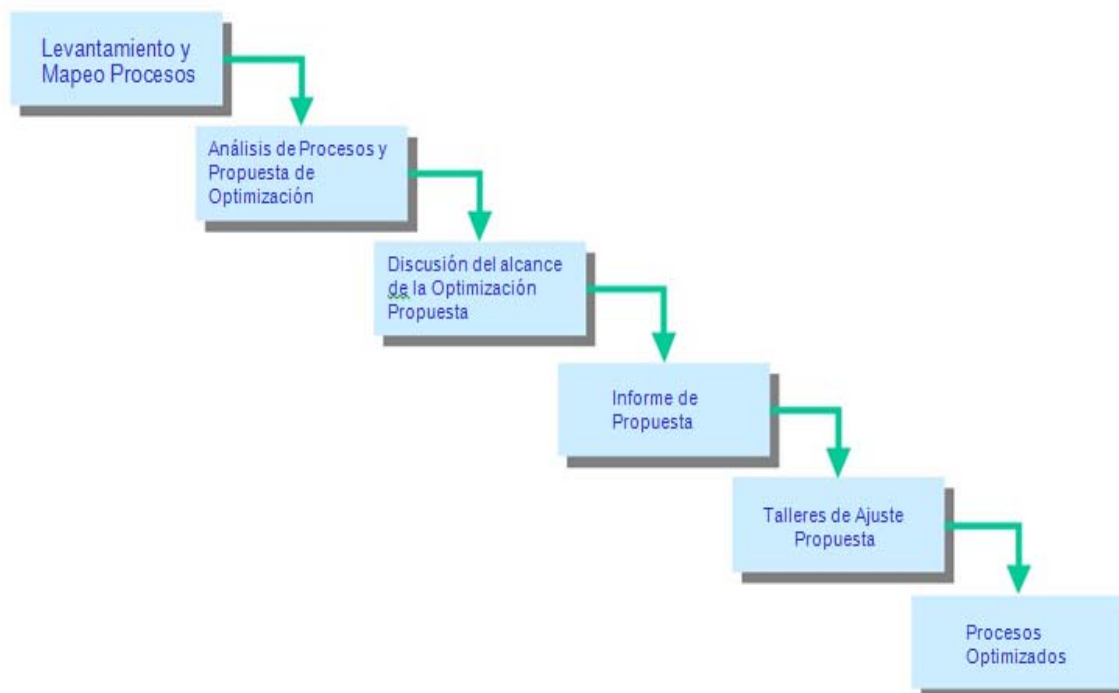 Levantamiento y
Mapeo Procesos
Análisis de Procesos y
Propuesta de
Optimización
Discusión del alcance
de la Optimización
Propuesta
Informe de
Propuesta
Talleres de Ajuste
Propuesta
Procesos
Optimizados